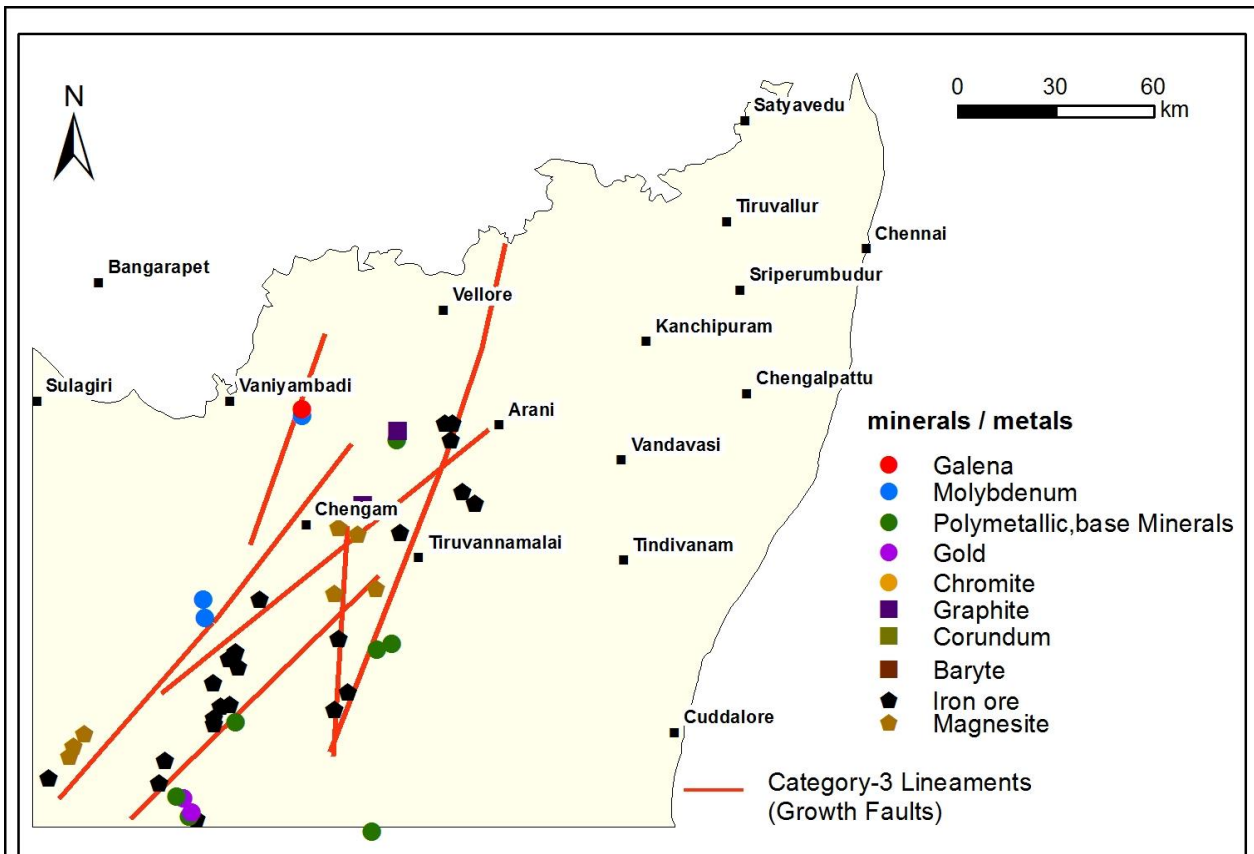 N
0 30 60
km
Satyavedu
Tiruvallur
Chennai
Bangarapet
Sriperumbudur
Vellore
Kanchipuram
Sulagiri
Vaniyambadi
Chengalpattu
Arani
Vandavasi
Chengam
Tiruvannamalai
Tindivanam
Cuddalore
minerals / metals
Galena
Molybdenum
Polymetallic,base Minerals
Gold
Chromite
Graphite
Corundum
Baryte
Iron ore
Magnesite
Category-3 Lineaments
(Growth Faults)